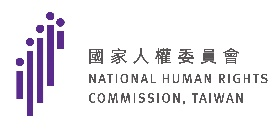 國家人權委員會
NATIONAL HUMAN RIGHTS
COMMISSION, TAIWAN